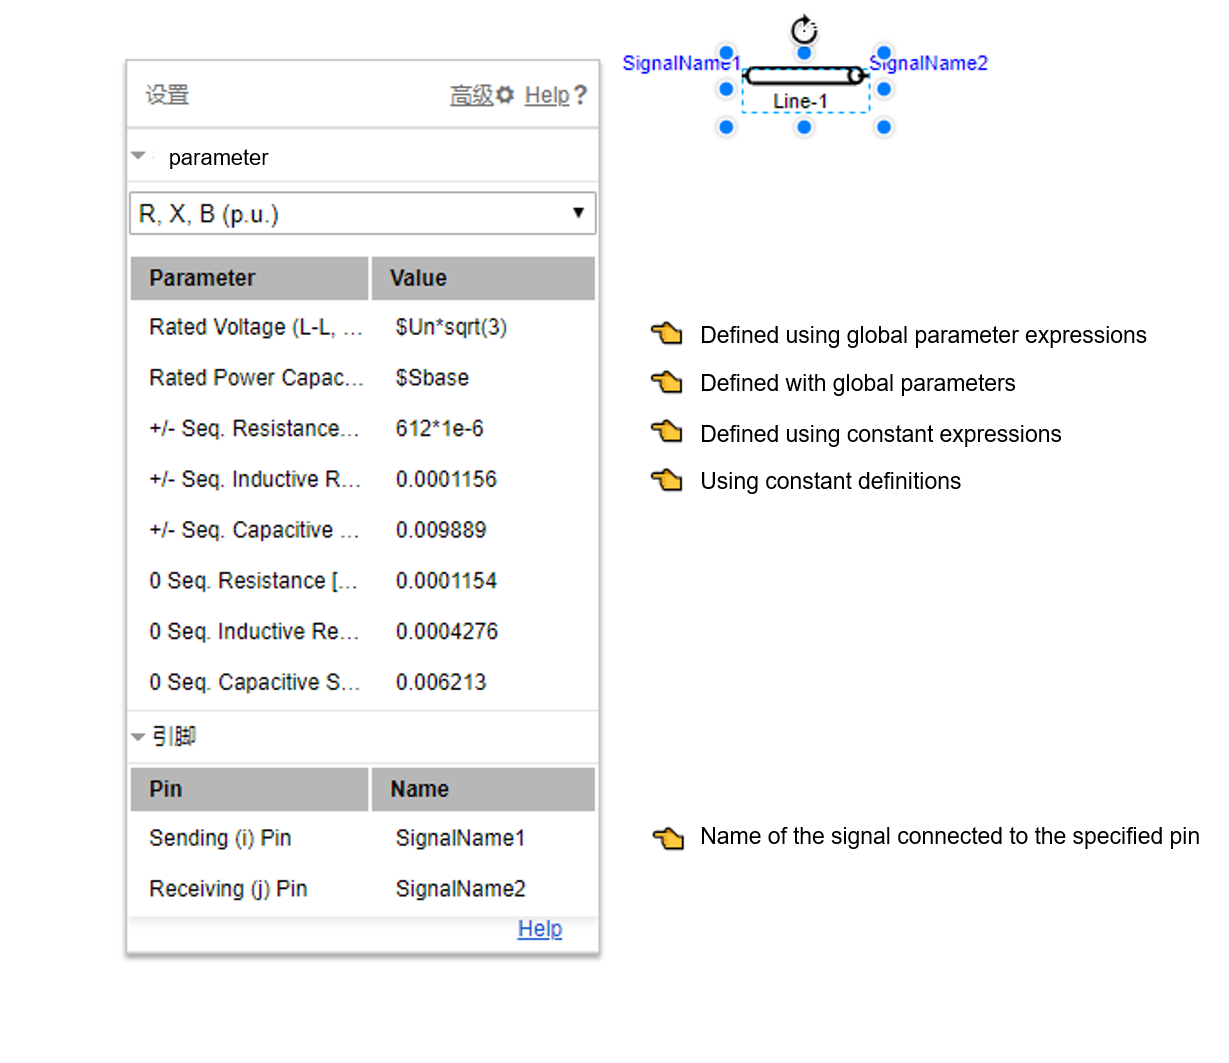 SignalName1
SignalName2
Line-1
设置
高级 Help ?
parameter
R, X, B (p.u.)
Parameter Value
Rated Voltage (L-L, ... $Un*sqrt(3)
Defined using global parameter expressions
Rated Power Capac... $Sbase
Defined with global parameters
+/- Seq. Resistance... 612*1e-6
Defined using constant expressions
+/- Seq. Inductive R... 0.0001156
Using constant definitions
+/- Seq. Capacitive ... 0.009889
0 Seq. Resistance [... 0.0001154
0 Seq. Inductive Re... 0.0004276
0 Seq. Capacitive S... 0.006213
引脚
Pin Name
Sending (i) Pin SignalName1
Name of the signal connected to the specified pin
Receiving (j) Pin SignalName2
Help